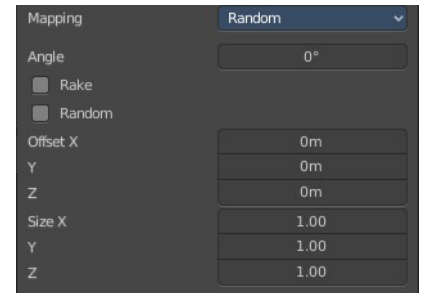 Mapping Random
Angle 0°
Rake
Random
Offset X 0m
Y 0m
Z 0m
Size X 1.00
Y 1.00
Z 1.00